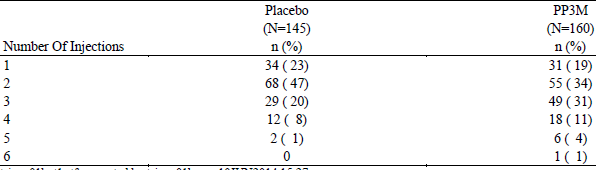 Placebo PP3M
(N=145) (N=160)
Number Of Injections n (%) n (%)
1 34 ( 23) 31 ( 19)
2 68 ( 47) 55 ( 34)
3 29 ( 20) 49 ( 31)
4 12 ( 8) 18 ( 11)
5 2 ( 1) 6 ( 4)
6 0 1 ( 1)